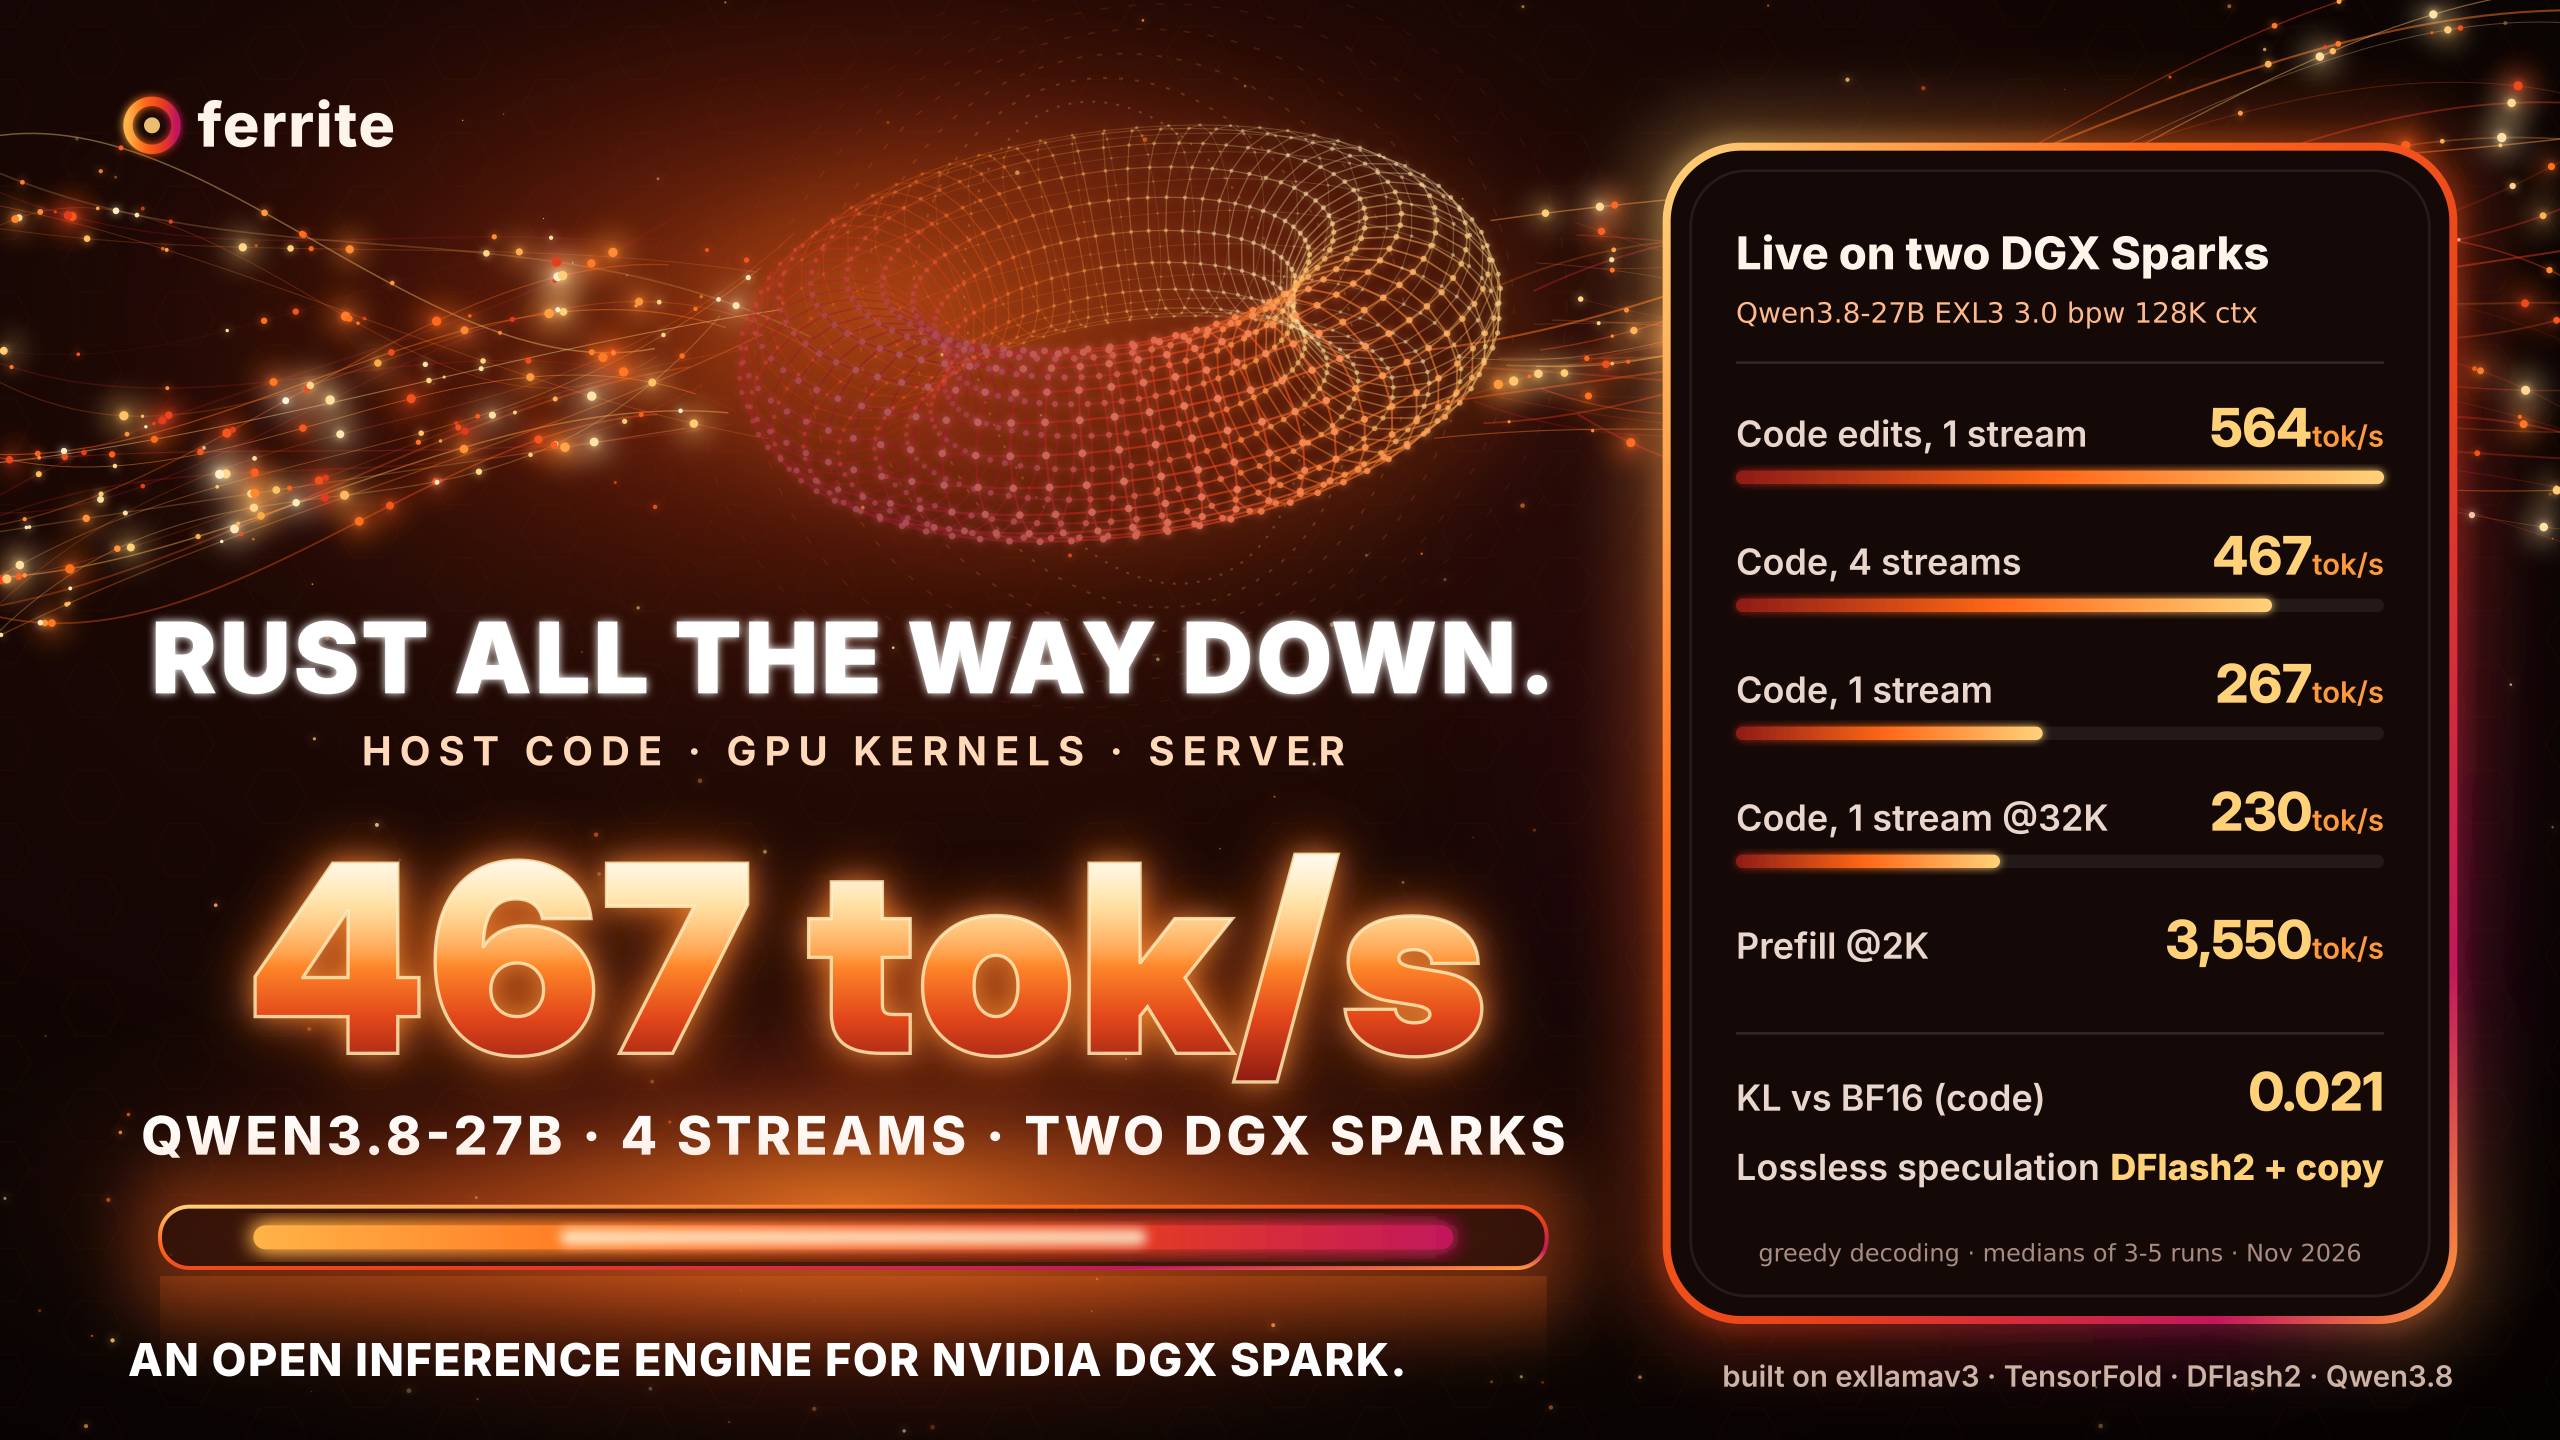 ferrite
RUST ALL THE WAY DOWN.
HOST CODE · GPU KERNELS · SERVER
467 tok/s
QWEN3.8-27B · 4 STREAMS · TWO DGX SPARKS
AN OPEN INFERENCE ENGINE FOR NVIDIA DGX SPARK.
Live on two DGX Sparks
Qwen3.8-27B EXL3 3.0 bpw 128K ctx
Code edits, 1 stream 564tok/s
Code, 4 streams 467tok/s
Code, 1 stream 267tok/s
Code, 1 stream @32K 230tok/s
Prefill @2K 3,550tok/s
KL vs BF16 (code) 0.021
Lossless speculation DFlash2 + copy
greedy decoding · medians of 3-5 runs · Nov 2026
built on exllamav3 · TensorFold · DFlash2 · Qwen3.8